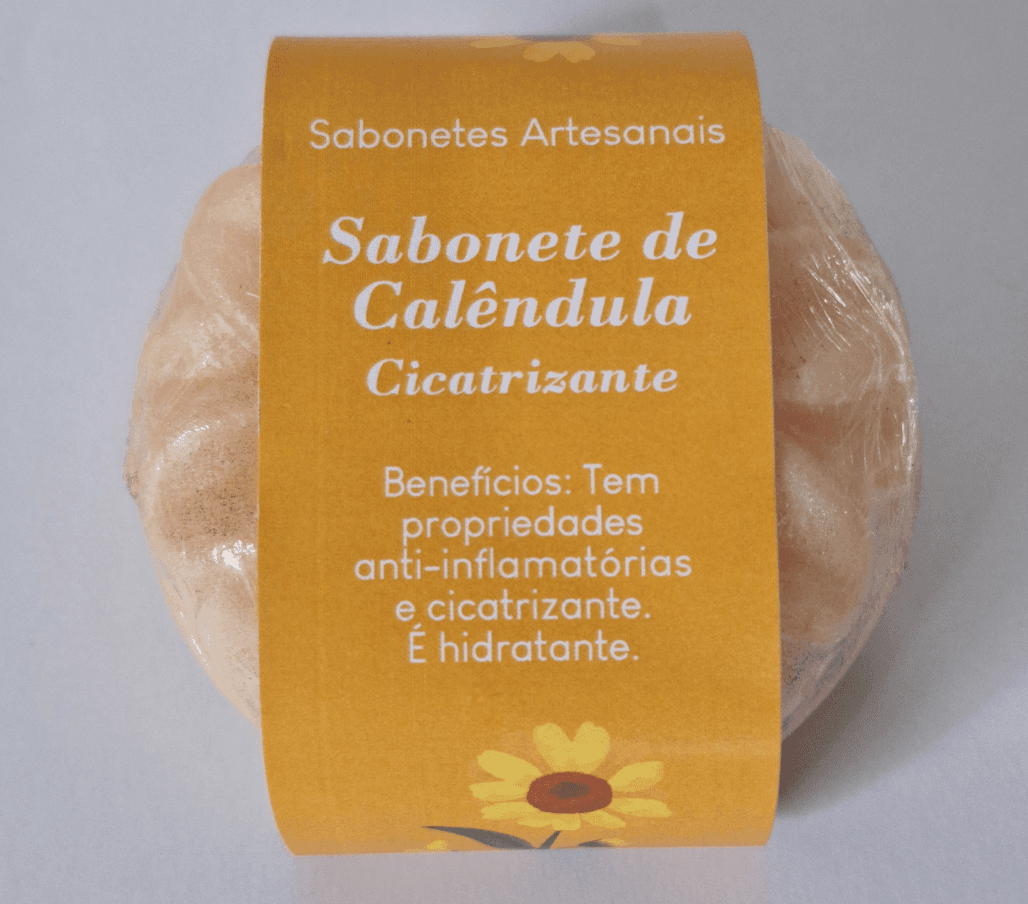 Sabonetes Artesanais
Sabonete de
Calêndula
Cicatrizante
Benefícios: Tem
propriedades
anti-inflamatórias
e cicatrizante.
É hidratante.